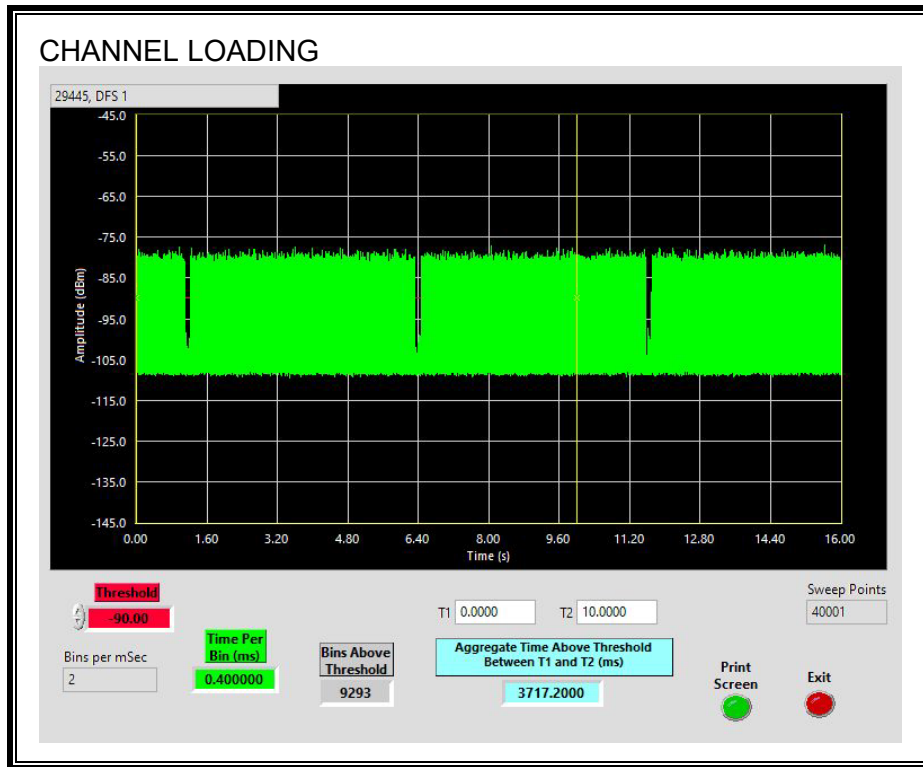 CHANNEL LOADING
29445, DFS 1
-45.0
-55.0
-65.0
-75.0
-85.0
-95.0
-105.0
-115.0
-125.0
-135.0
-145.0
Amplitude (dBm)
0.00 1.60 3.20 4.80 6.40 8.00 9.60 11.20 12.80 14.40 16.00
Time (s)
Threshold
-90.00
Bins per mSec
2
Time Per
Bin (ms)
0.400000
Bins Above
Threshold
9293
T1 0.0000 T2 10.0000
Aggregate Time Above Threshold
Between T1 and T2 (ms)
3717.2000
Sweep Points
40001
Print
Screen
Exit